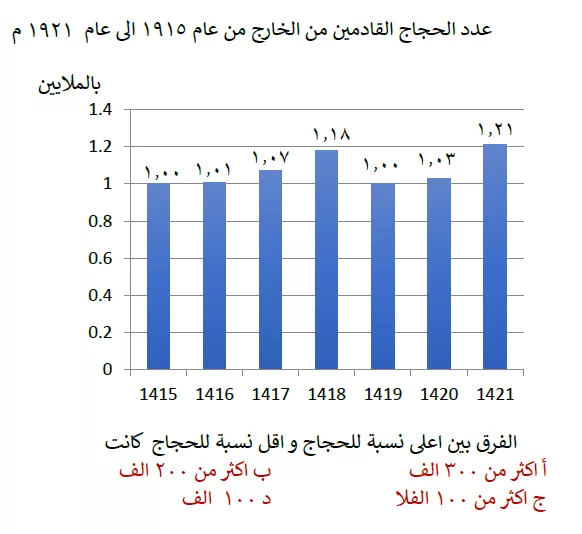 عدد الحجاج القادمين من الخارج من عام ١٩١٥ الى عام ١٩٢١ م
بالملايين
1.4
1.2
1
0.8
0.6
0.4
0.2
0
١,٠٠ ١,٠١ ١,٠٧ ١,١٨ ١,٠٠ ١,٠٣ ١,٢١
1415 1416 1417 1418 1419 1420 1421
الفرق بين اعلى نسبة للحجاج و اقل نسبة للحجاج كانت
أ اكثر من ٣٠٠ الف ب اكثر من ٢٠٠ الف
ج اكثر من ١٠٠ الفلا د ١٠٠ الف